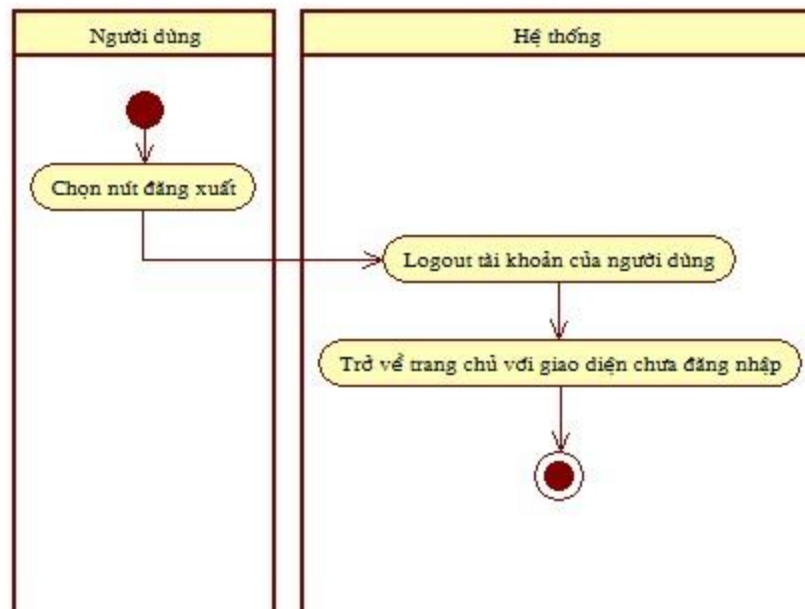 Người dùng
Hệ thống
Chọn nút đăng xuất
Logout tài khoản của người dùng
Trở về trang chủ với giao diện chưa đăng nhập